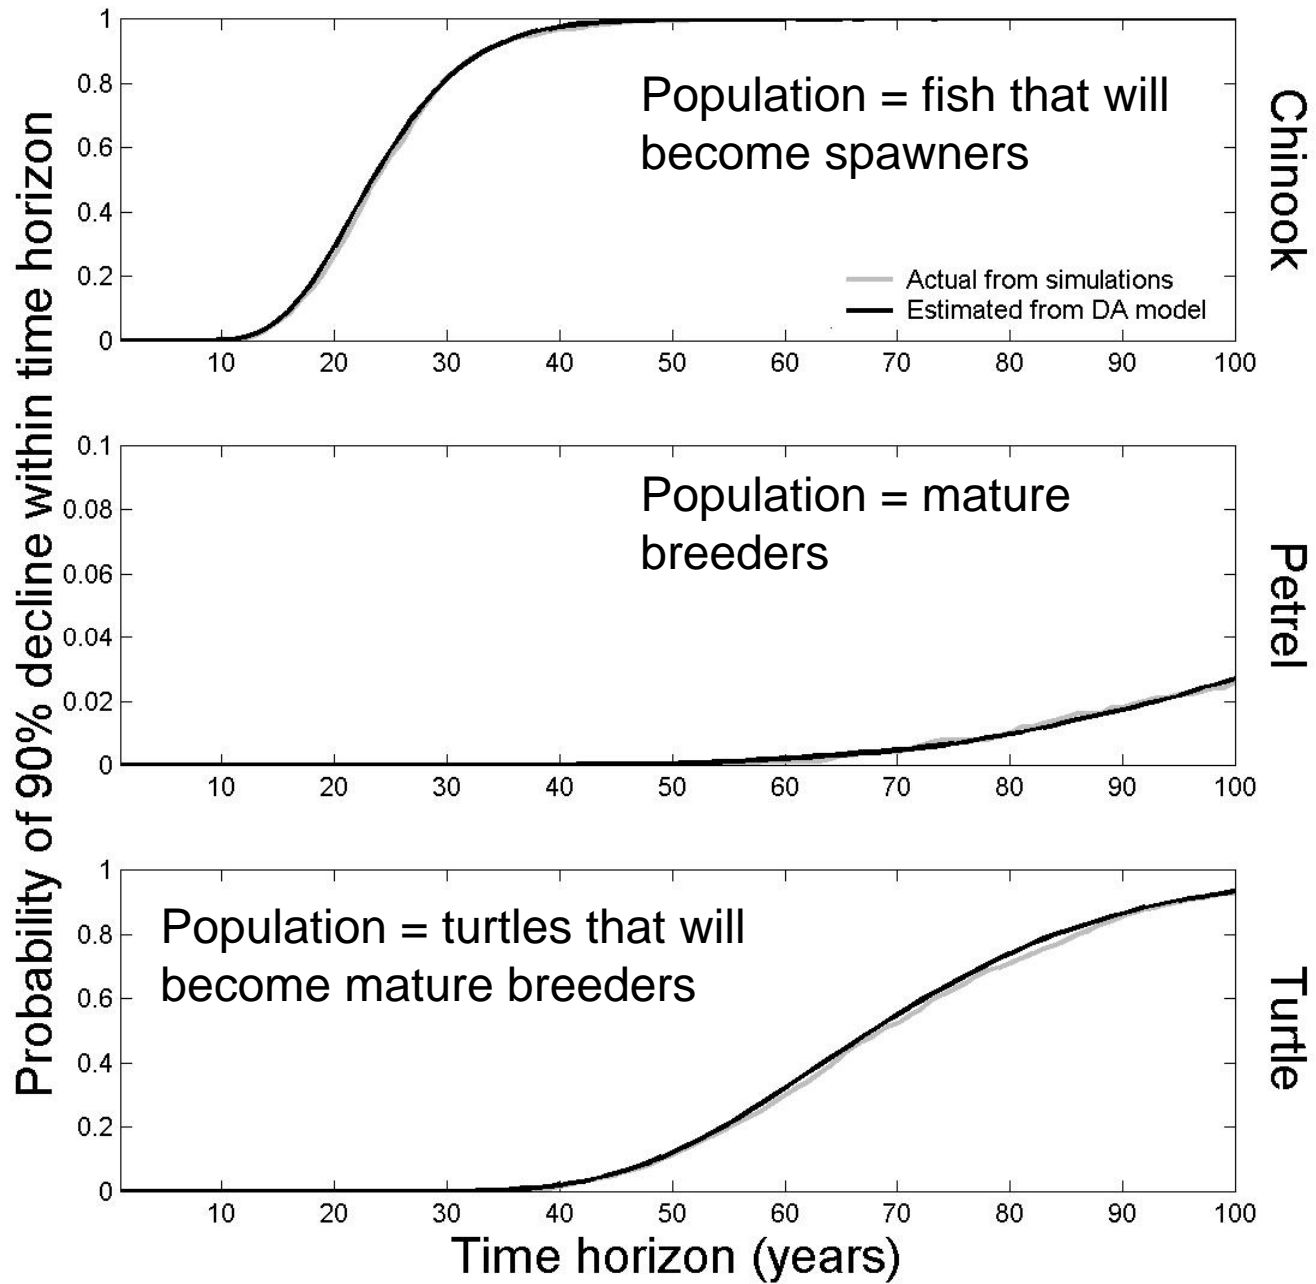 Probability of 90% decline within time horizon
1
0.8
0.6
0.4
0.2
0
Population = fish that will
become spawners
Actual from simulations
Estimated from DA model
10 20 30 40 50 60 70 80 90 100
Chinook
0.1
0.08
0.06
0.04
0.02
0
Population = mature
breeders
10 20 30 40 50 60 70 80 90 100
Petrel
1
0.8
0.6
0.4
0.2
0
Population = turtles that will
become mature breeders
10 20 30 40 50 60 70 80 90 100
Turtle
Time horizon (years)